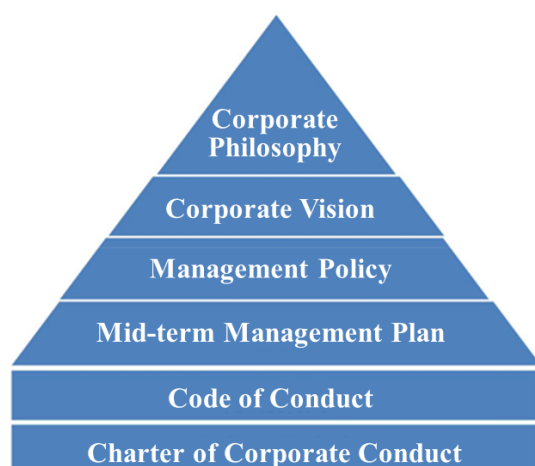 Corporate
Philosophy
Corporate Vision
Management Policy
Mid-term Management Plan
Code of Conduct
Charter of Corporate Conduct